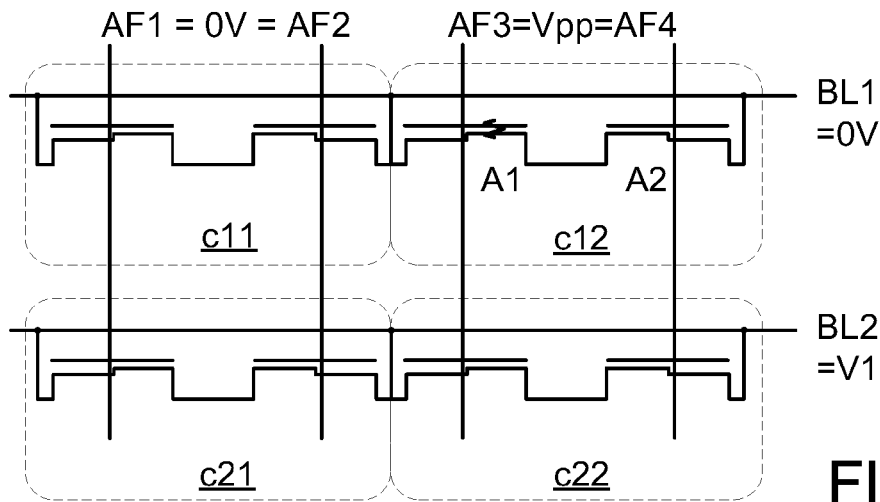 AF1 = 0V = AF2
AF3=Vpp=AF4
BL1
=0V
A1
A2
c11
c12
BL2
=V1
c21
c22
FI